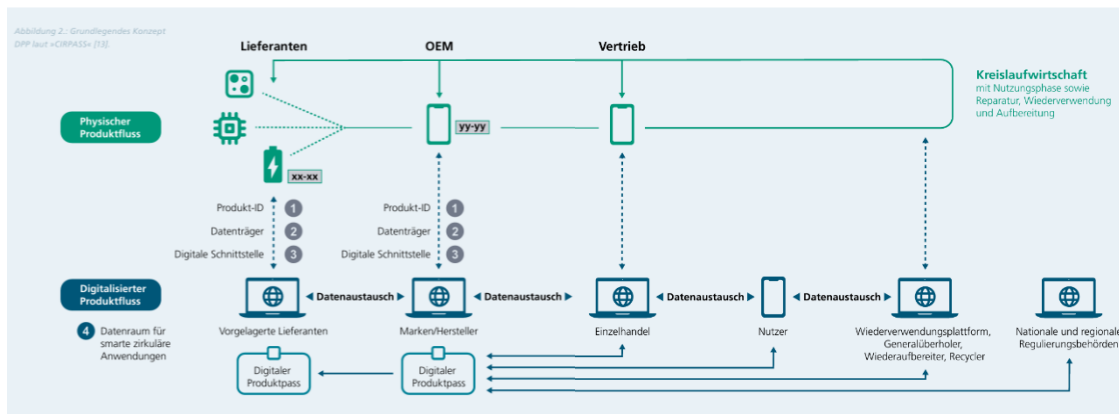 Abbildung 2.: Grundlegendes Konzept
DPP laut »CIRPASS« [13].
Lieferanten
OEM
Vertrieb
Kreislaufwirtschaft
mit Nutzungsphase sowie
Reparatur, Wiederverwendung
und Aufbereitung
Physischer
Produktfluss
yy-yy
xx-xx
Produkt-ID 1
Datenträger 2
Digitale Schnittstelle 3
Produkt-ID 1
Datenträger 2
Digitale Schnittstelle 3
Digitalisierter
Produktfluss
Datenaustausch
Datenaustausch
Datenaustausch
Datenaustausch
4 Datenraum für
smarte zirkuläre
Anwendungen
Vorgelagerte Lieferanten
Marken/Hersteller
Einzelhandel
Nutzer
Wiederverwendungsplattform,
Generalüberholer,
Wiederaufbereiter, Recycler
Nationale und regionale
Regulierungsbehörden
Digitaler
Produktpass
Digitaler
Produktpass